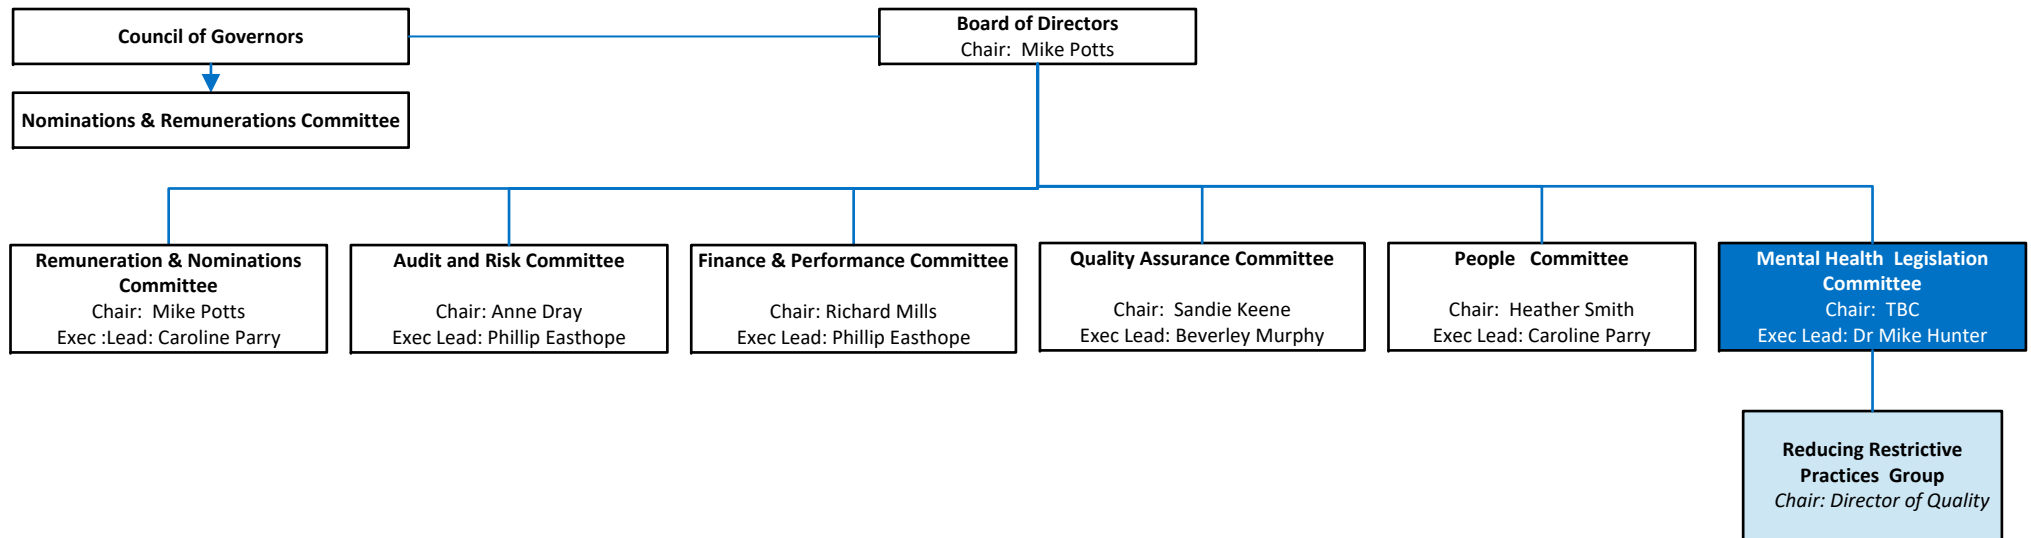 Council of Governors
Board of Directors
Chair: Mike Potts
Nominations & Remunerations Committee
Remuneration & Nominations
Committee
Chair: Mike Potts
Exec :Lead: Caroline Parry
Audit and Risk Committee
Chair: Anne Dray
Exec Lead: Phillip Easthope
Finance & Performance Committee
Chair: Richard Mills
Exec Lead: Phillip Easthope
Quality Assurance Committee
Chair: Sandie Keene
Exec Lead: Beverley Murphy
People Committee
Chair: Heather Smith
Exec Lead: Caroline Parry
Mental Health Legislation
Committee
Chair: TBC
Exec Lead: Dr Mike Hunter
Reducing Restrictive
Practices Group
Chair: Director of Quality